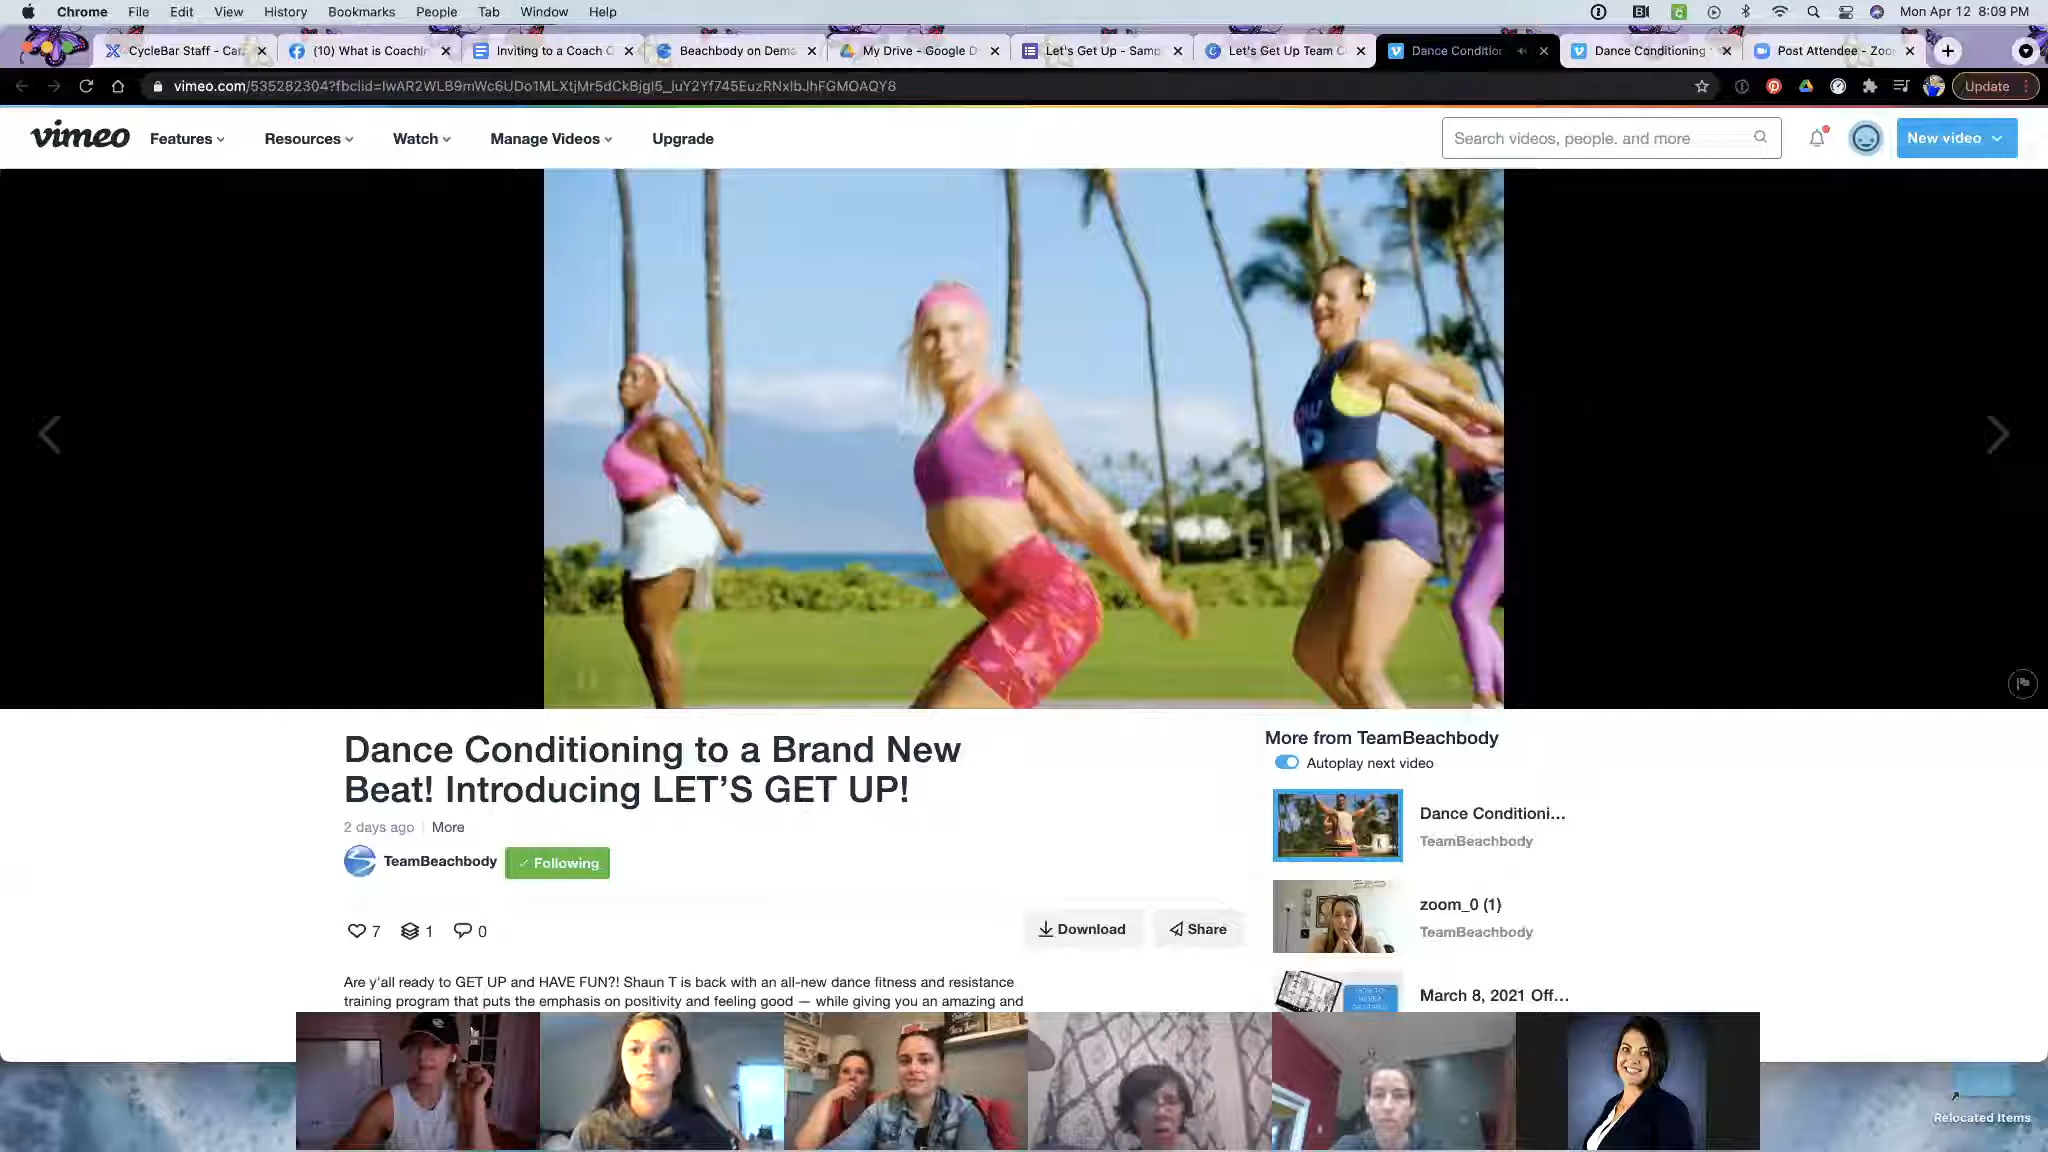 Chrome File Edit View History Bookmarks People Tab Window Help
Mon Apr 12 8:09 PM
CycleBar Staff - Car
(10) What is Coachin
Inviting to a Coach C
Beachbody on Dema
My Drive - Google D
Let's Get Up - Samp
Let's Get Up Team C
Dance Condition
Dance Conditioning
Post Attendee - Zoo
vimeo.com/535282304?fbclid=
Update
vimeo
Features
Resources
Watch
Manage Videos
Upgrade
Search videos, people, and more
New video
Dance Conditioning to a Brand New
Beat! Introducing LET'S GET UP!
2 days ago More
TeamBeachbody
Following
7
1
0
Download
Share
Are y'all ready to GET UP and HAVE FUN?! Shaun T is back with an all-new dance fitness and resistance
training program that puts the emphasis on positivity and feeling good — while giving you an amazing and
More from TeamBeachbody
Autoplay next video
Dance Conditioni...
TeamBeachbody
zoom_0 (1)
TeamBeachbody
March 8, 2021 Off...
Relocated Items